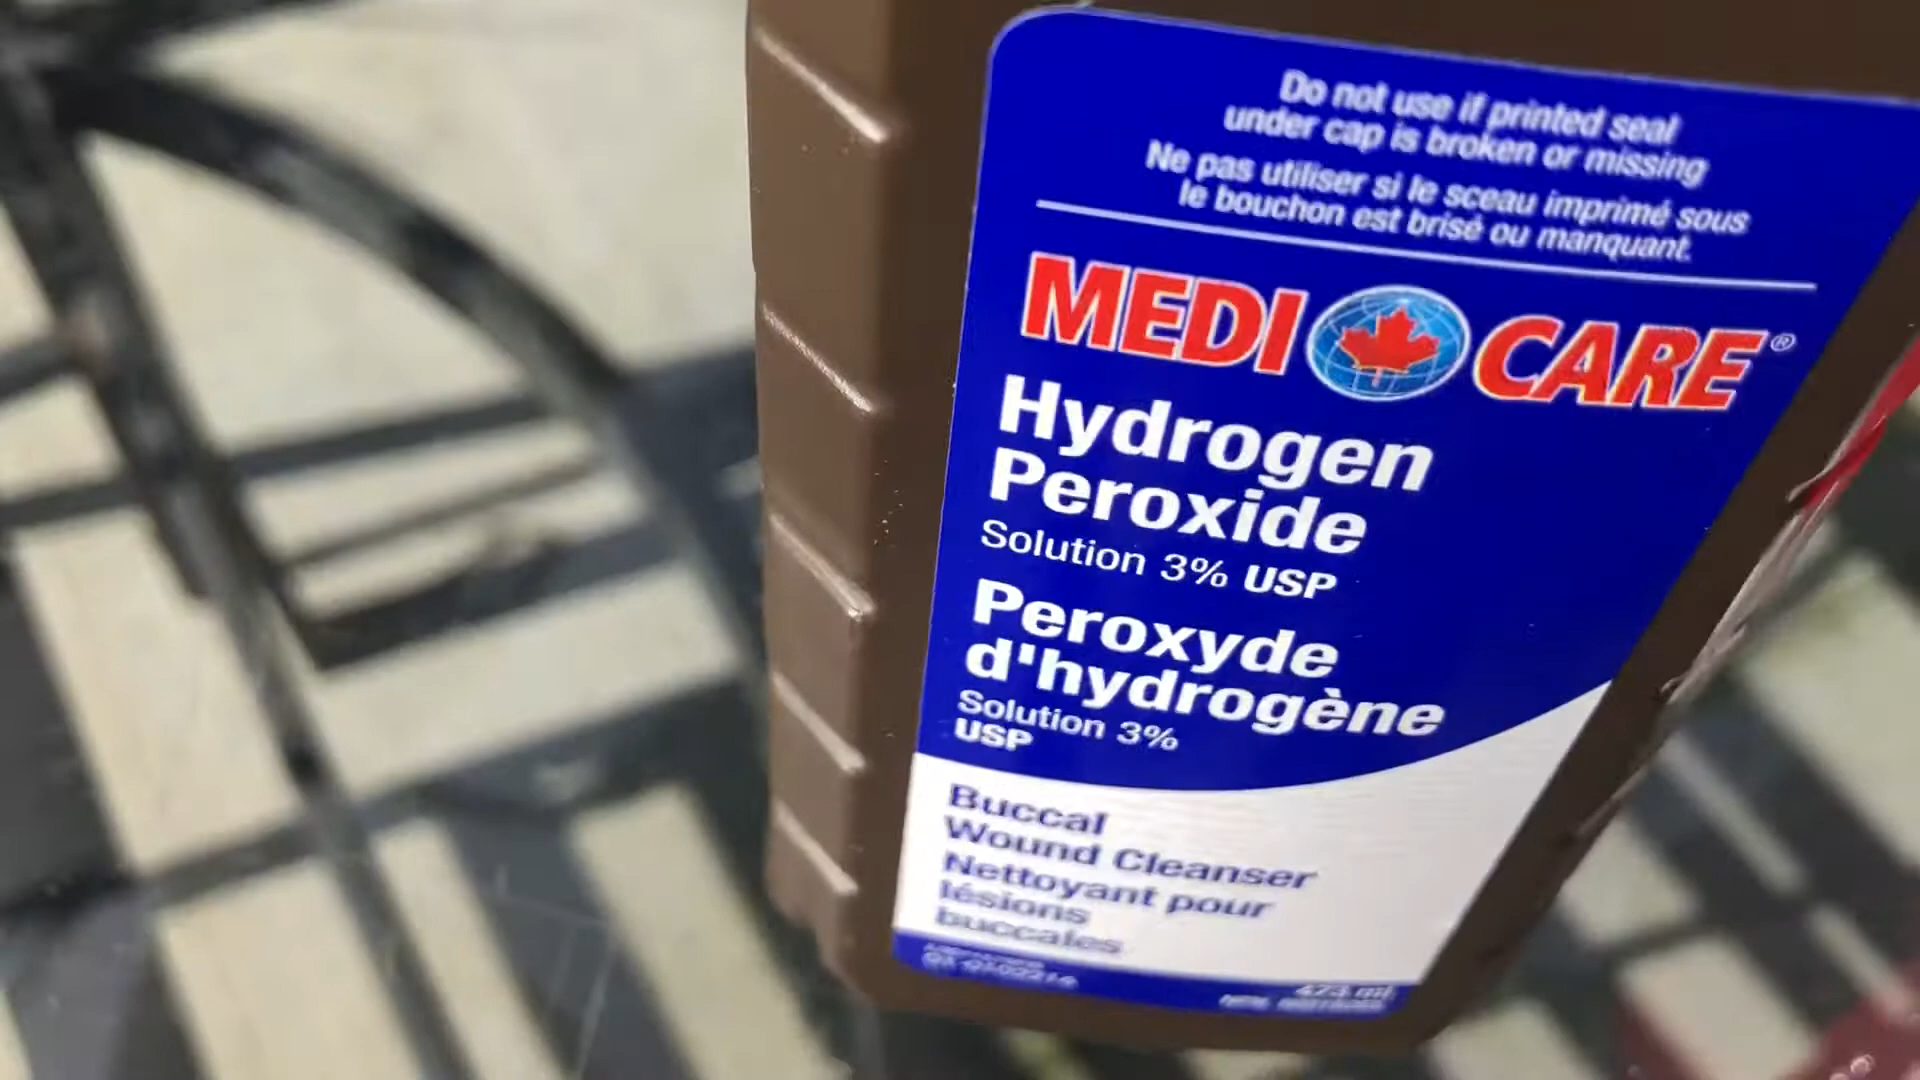 Do not use if printed seal
under cap is broken or missing
Ne pas utiliser si le sceau imprimé sous
le bouchon est brisé ou manquant.
MEDI CARE®
Hydrogen
Peroxide
Solution 3% USP
Peroxyde
d'hydrogène
Solution 3%
USP
Buccal
Wound Cleanser
Nettoyant pour
lésions
buccales
473 ml